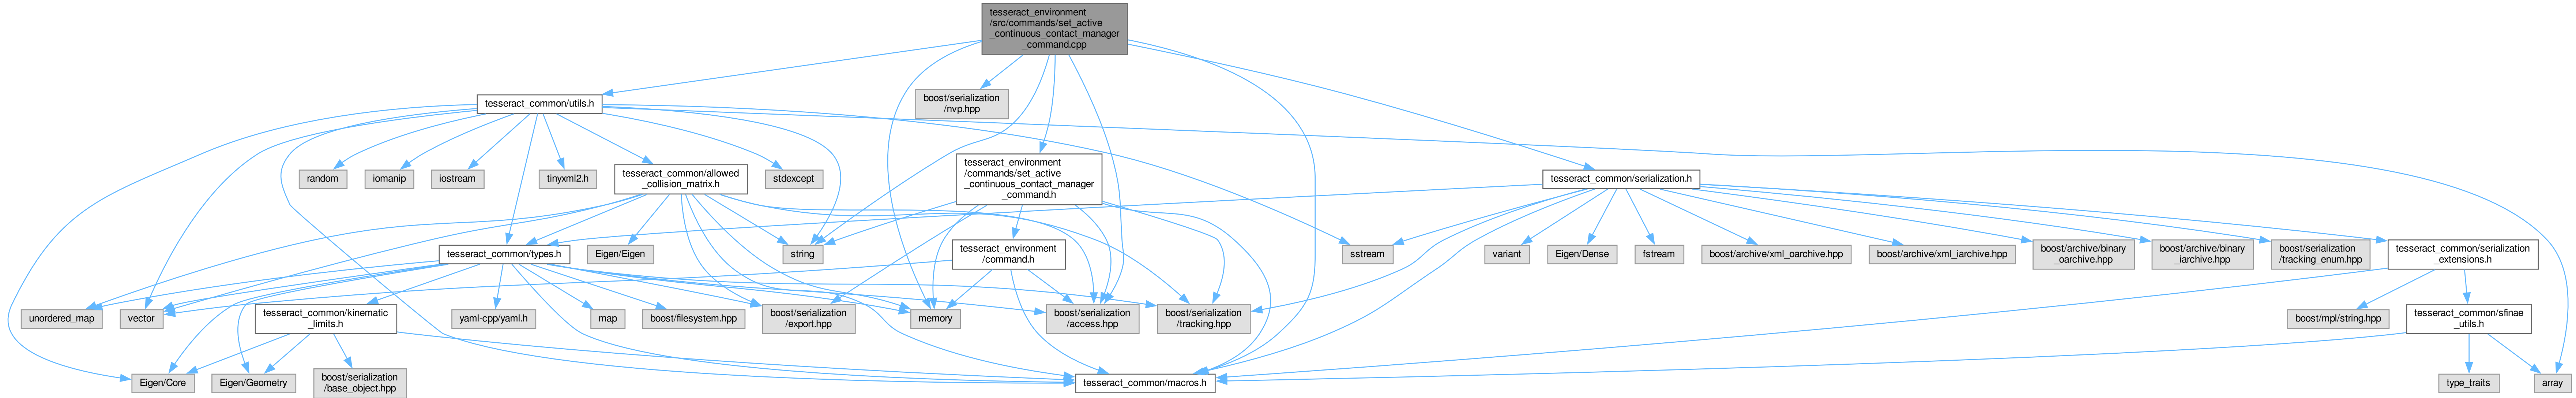 tesseract_environment
/src/commands/set_active
_continuous_contact_manager
_command.cpp
boost/serialization
/nvp.hpp
tesseract_common/utils.h
random
iomanip
iostream
tinyxml2.h
tesseract_common/allowed
_collision_matrix.h
stdexcept
tesseract_environment
/commands/set_active
_continuous_contact_manager
_command.h
tesseract_common/serialization.h
tesseract_common/types.h
Eigen/Eigen
string
tesseract_environment
/command.h
sstream
variant
Eigen/Dense
fstream
boost/archive/xml_oarchive.hpp
boost/archive/xml_iarchive.hpp
boost/archive/binary
_oarchive.hpp
boost/archive/binary
_iarchive.hpp
boost/serialization
/tracking_enum.hpp
tesseract_common/serialization
_extensions.h
unordered_map
vector
tesseract_common/kinematic
_limits.h
yaml-cpp/yaml.h
map
boost/filesystem.hpp
boost/serialization
/export.hpp
memory
boost/serialization
/access.hpp
boost/serialization
/tracking.hpp
boost/mpl/string.hpp
tesseract_common/sfinae
_utils.h
Eigen/Core
Eigen/Geometry
boost/serialization
/base_object.hpp
tesseract_common/macros.h
type_traits
array